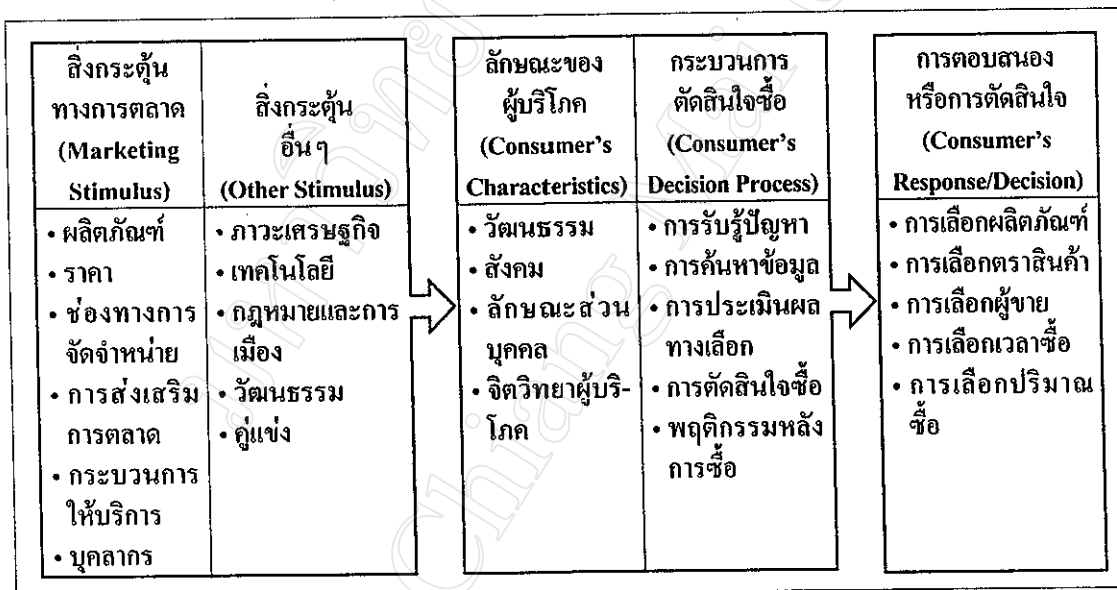 สิ่งกระตุ้น
ทางการตลาด
(Marketing
Stimulus)
• ผลิตภัณฑ์
• ราคา
• ช่องทางการ
จัดจำหน่าย
• การส่งเสริม
การตลาด
• กระบวนการ
ให้บริการ
• บุคลากร
สิ่งกระตุ้น
อื่น ๆ
(Other Stimulus)
• ภาวะเศรษฐกิจ
• เทคโนโลยี
• กฎหมายและการ
เมือง
• วัฒนธรรม
• คู่แข่ง
ลักษณะของ
ผู้บริโภค
(Consumer's
Characteristics)
• วัฒนธรรม
• สังคม
• ลักษณะส่วน
บุคคล
• จิตวิทยาผู้บริ-
โภค
กระบวนการ
ตัดสินใจซื้อ
(Consumer's
Decision Process)
• การรับรู้ปัญหา
• การค้นหาข้อมูล
• การประเมินผล
ทางเลือก
• การตัดสินใจซื้อ
• พฤติกรรมหลัง
การซื้อ
การตอบสนอง
หรือการตัดสินใจ
(Consumer's
Response/Decision)
• การเลือกผลิตภัณฑ์
• การเลือกตราสินค้า
• การเลือกผู้ขาย
• การเลือกเวลาซื้อ
• การเลือกปริมาณ
ซื้อ
Chiang Mai